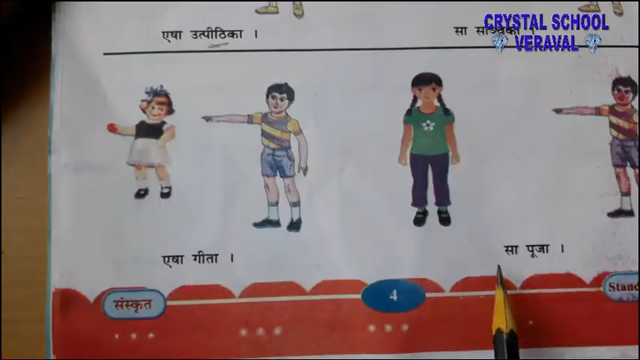 CRYSTAL SCHOOL
VERAVAL
एषा उत्पीठिका ।
एषा गीता ।
सा पूजा ।
संस्कृत
4